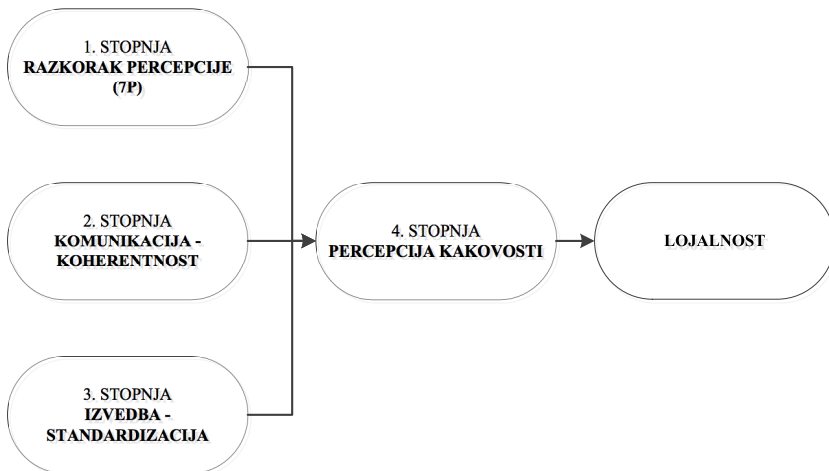 1. STOPNJA
RAZKORAK PERCEPCIJE
(7P)
2. STOPNJA
KOMUNIKACIJA -
KOHERENTNOST
4. STOPNJA
PERCEPCIJA KAKOVOSTI
LOJALNOST
3. STOPNJA
IZVEDBA -
STANDARDIZACIJA